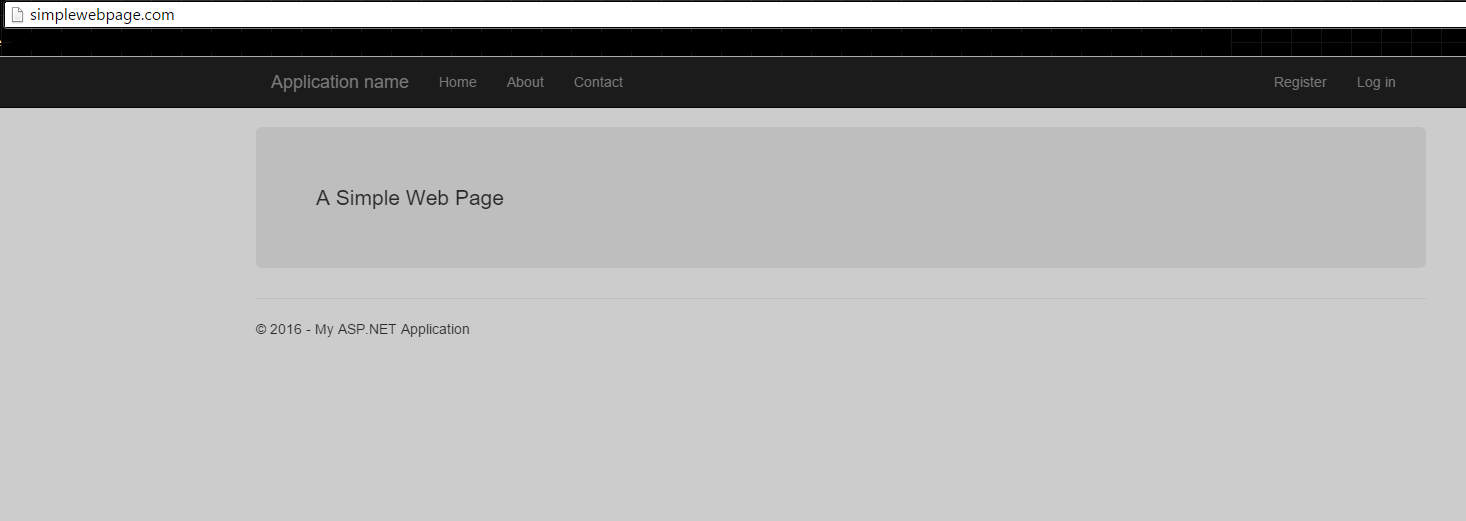 simplewebpage.com
Application name Home About Contact Register Log in
A Simple Web Page
© 2016 - My ASP.NET Application